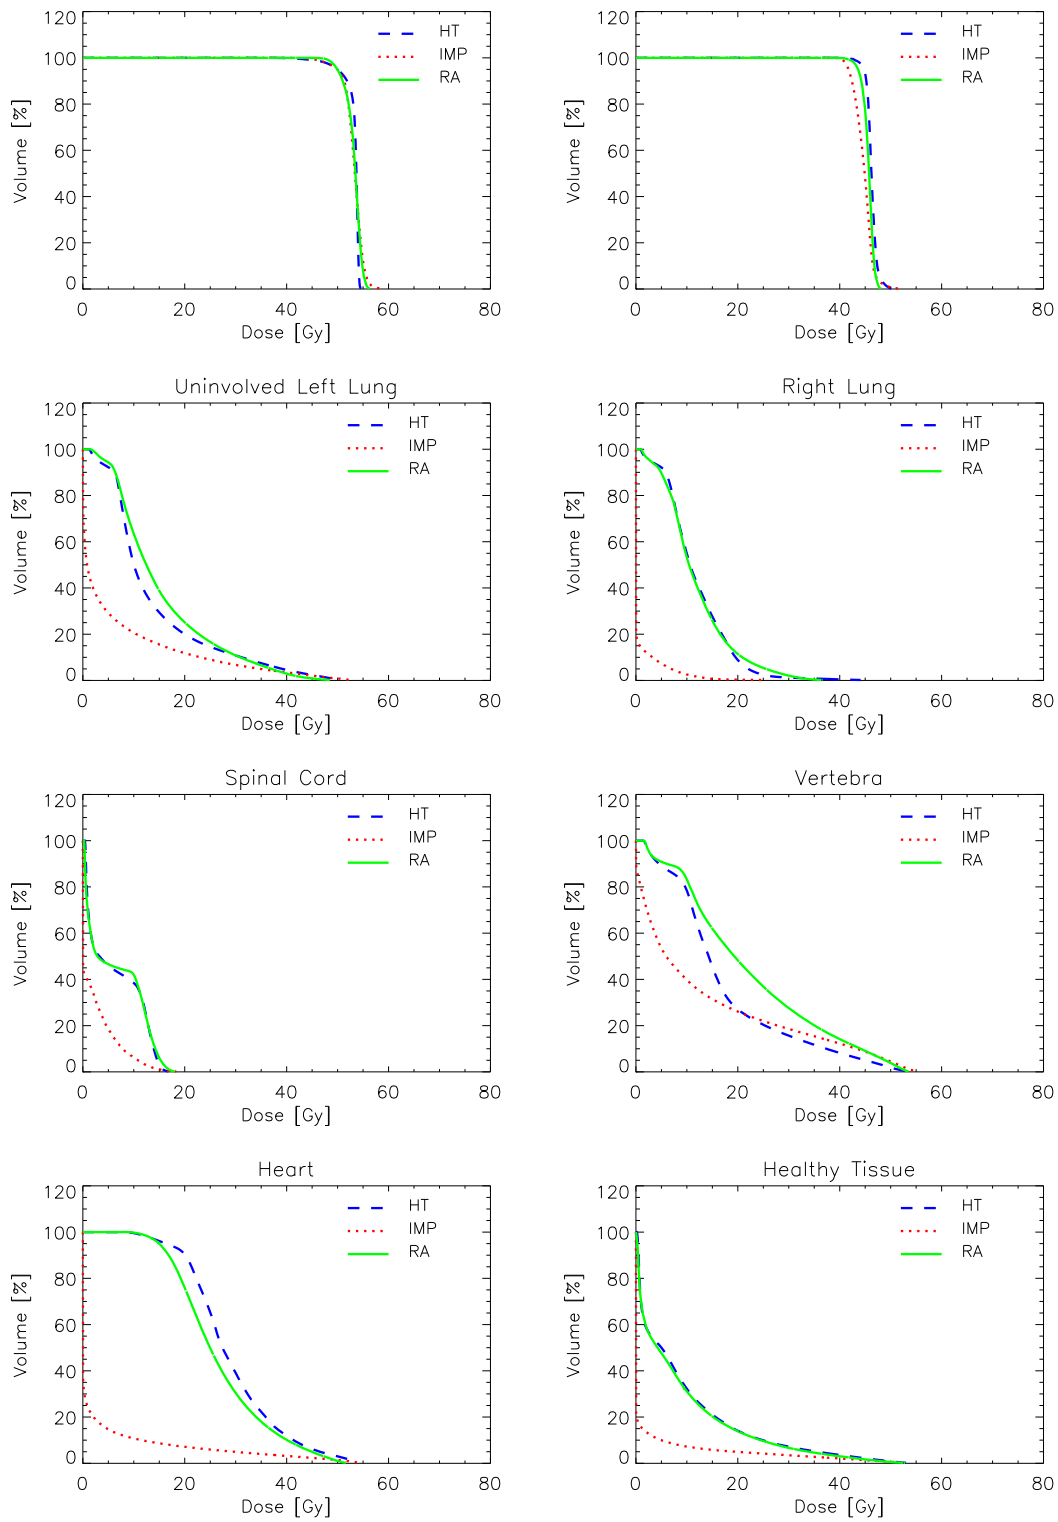 120
100
80
60
40
20
0
Volume [%]
HT
IMP
RA
0 20 40 60 80
Dose [Gy]
120
100
80
60
40
20
0
Volume [%]
HT
IMP
RA
0 20 40 60 80
Dose [Gy]
Uninvolved Left Lung
120
100
80
60
40
20
0
Volume [%]
HT
IMP
RA
0 20 40 60 80
Dose [Gy]
Right Lung
120
100
80
60
40
20
0
Volume [%]
HT
IMP
RA
0 20 40 60 80
Dose [Gy]
Spinal Cord
120
100
80
60
40
20
0
Volume [%]
HT
IMP
RA
0 20 40 60 80
Dose [Gy]
Vertebra
120
100
80
60
40
20
0
Volume [%]
HT
IMP
RA
0 20 40 60 80
Dose [Gy]
Heart
120
100
80
60
40
20
0
Volume [%]
HT
IMP
RA
0 20 40 60 80
Dose [Gy]
Healthy Tissue
120
100
80
60
40
20
0
Volume [%]
HT
IMP
RA
0 20 40 60 80
Dose [Gy]